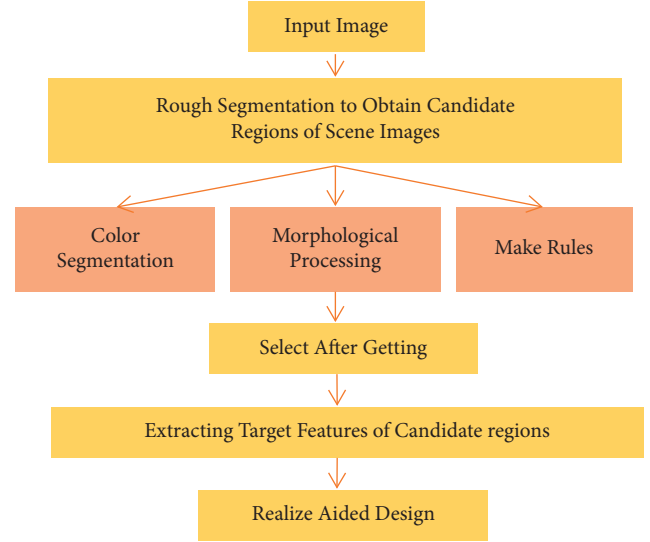 Input Image
Rough Segmentation to Obtain Candidate
Regions of Scene Images
Color
Segmentation
Morphological
Processing
Make Rules
Select After Getting
Extracting Target Features of Candidate regions
Realize Aided Design